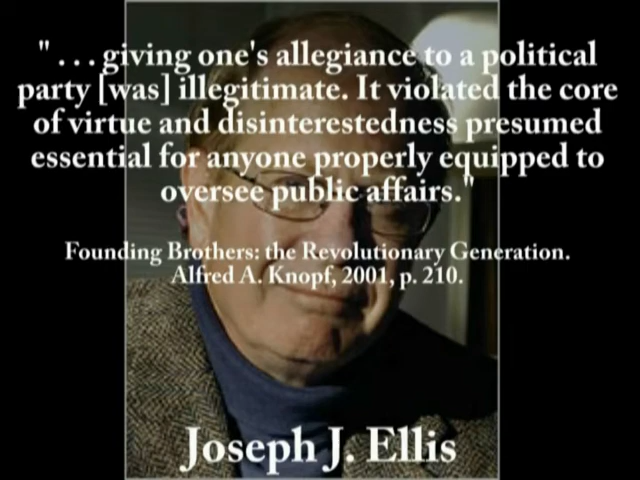 " . . . giving one's allegiance to a political
party [was] illegitimate. It violated the core
of virtue and disinterestedness presumed
essential for anyone properly equipped to
oversee public affairs."
Founding Brothers: the Revolutionary Generation.
Alfred A. Knopf, 2001, p. 210.
Joseph J. Ellis